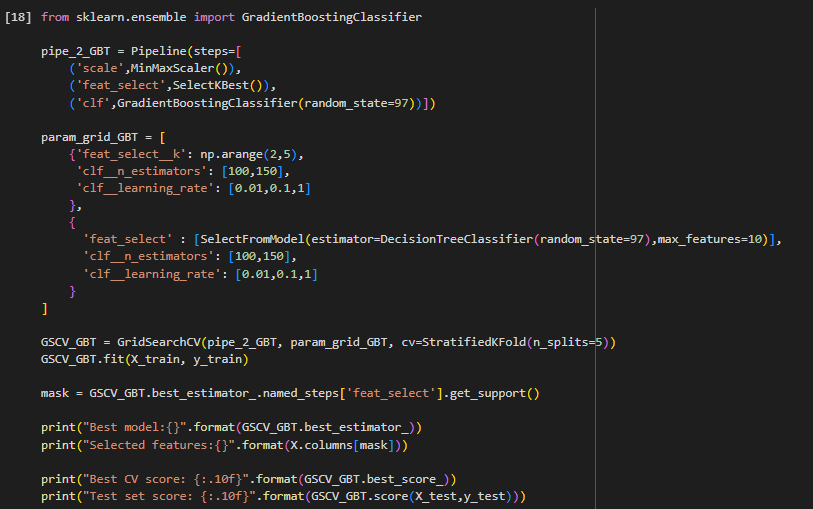 [18] from sklearn.ensemble import GradientBoostingClassifier

pipe_2_GBT = Pipeline(steps=[
    ('scale',MinMaxScaler()),
    ('feat_select',SelectKBest()),
    ('clf',GradientBoostingClassifier(random_state=97))])

param_grid_GBT = [
    {'feat_select__k': np.arange(2,5),
     'clf__n_estimators': [100,150],
     'clf__learning_rate': [0.01,0.1,1]
    },
    {
      'feat_select' : [SelectFromModel(estimator=DecisionTreeClassifier(random_state=97),max_features=10)],
      'clf__n_estimators': [100,150],
      'clf__learning_rate': [0.01,0.1,1]
    }
]

GSCV_GBT = GridSearchCV(pipe_2_GBT, param_grid_GBT, cv=StratifiedKFold(n_splits=5))
GSCV_GBT.fit(X_train, y_train)

mask = GSCV_GBT.best_estimator_.named_steps['feat_select'].get_support()

print("Best model:{}".format(GSCV_GBT.best_estimator_))
print("Selected features:{}".format(X.columns[mask]))

print("Best CV score: {:.10f}".format(GSCV_GBT.best_score_))
print("Test set score: {:.10f}".format(GSCV_GBT.score(X_test,y_test)))